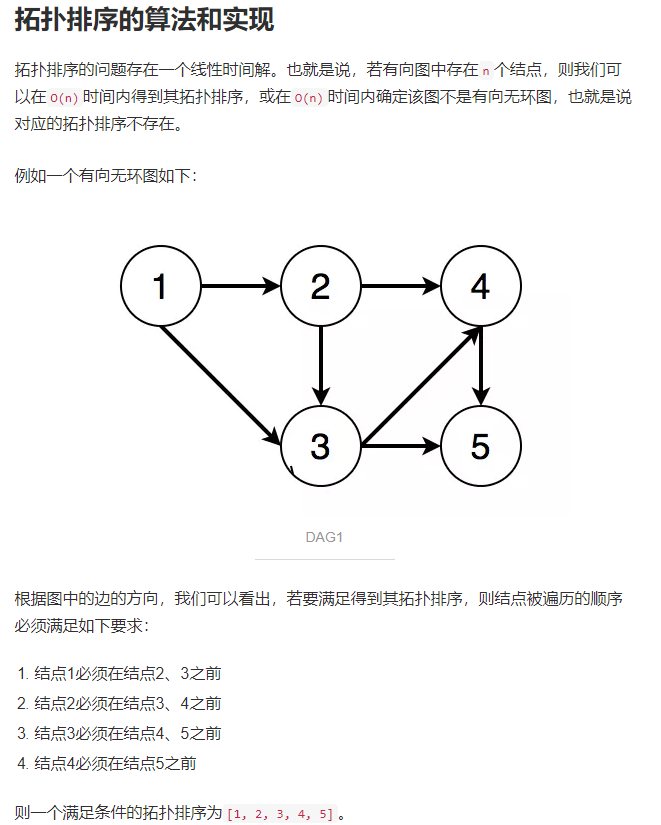 拓扑排序的算法和实现
拓扑排序的问题存在一个线性时间解。也就是说，若有向图中存在 n 个结点，则我们可
以在 O(n) 时间内得到其拓扑排序，或在 O(n) 时间内确定该图不是有向无环图，也就是说
对应的拓扑排序不存在。
例如一个有向无环图如下：
1 2 4
3 5
DAG1
根据图中的边的方向，我们可以看出，若要满足得到其拓扑排序，则结点被遍历的顺序
必须满足如下要求：
1. 结点1必须在结点2、3之前
2. 结点2必须在结点3、4之前
3. 结点3必须在结点4、5之前
4. 结点4必须在结点5之前
则一个满足条件的拓扑排序为 [1, 2, 3, 4, 5] 。